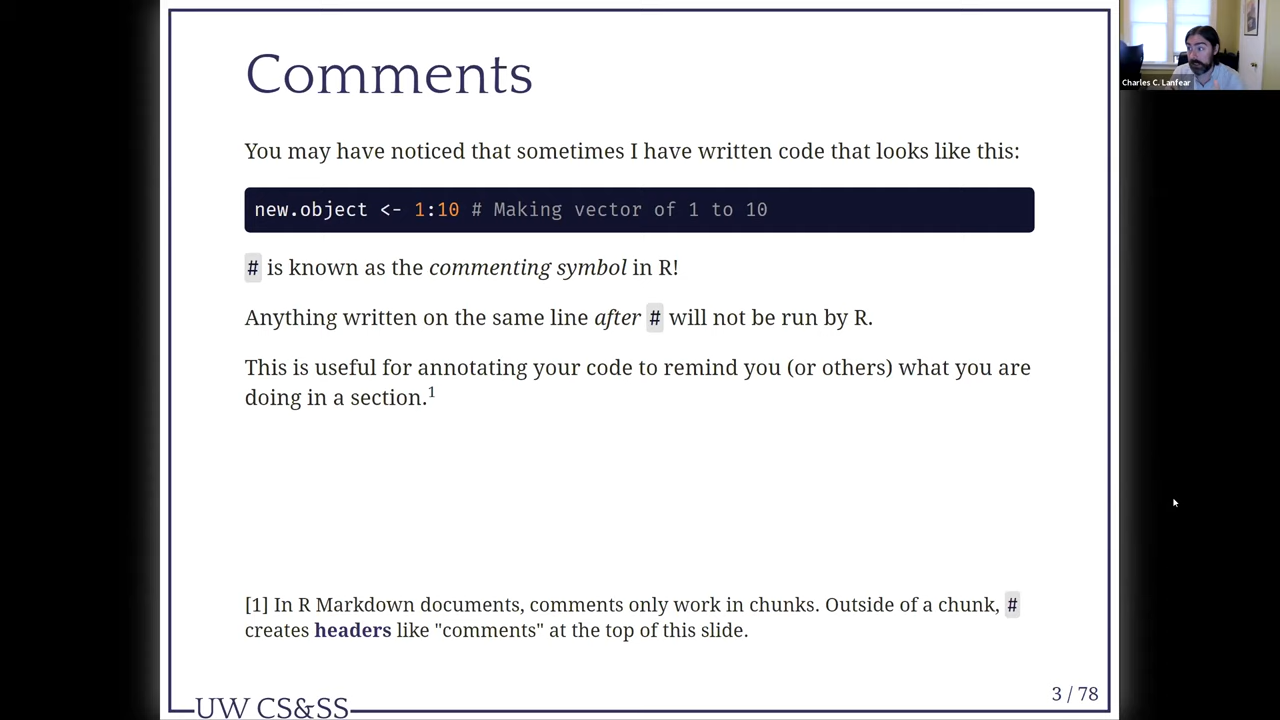 Comments
You may have noticed that sometimes I have written code that looks like this:
new.object <- 1:10 # Making vector of 1 to 10
# is known as the commenting symbol in R!
Anything written on the same line after # will not be run by R.
This is useful for annotating your code to remind you (or others) what you are
doing in a section.1
[1] In R Markdown documents, comments only work in chunks. Outside of a chunk, #
creates headers like "comments" at the top of this slide.
3 / 78
UW CS&SS
Charles C. Lanfear